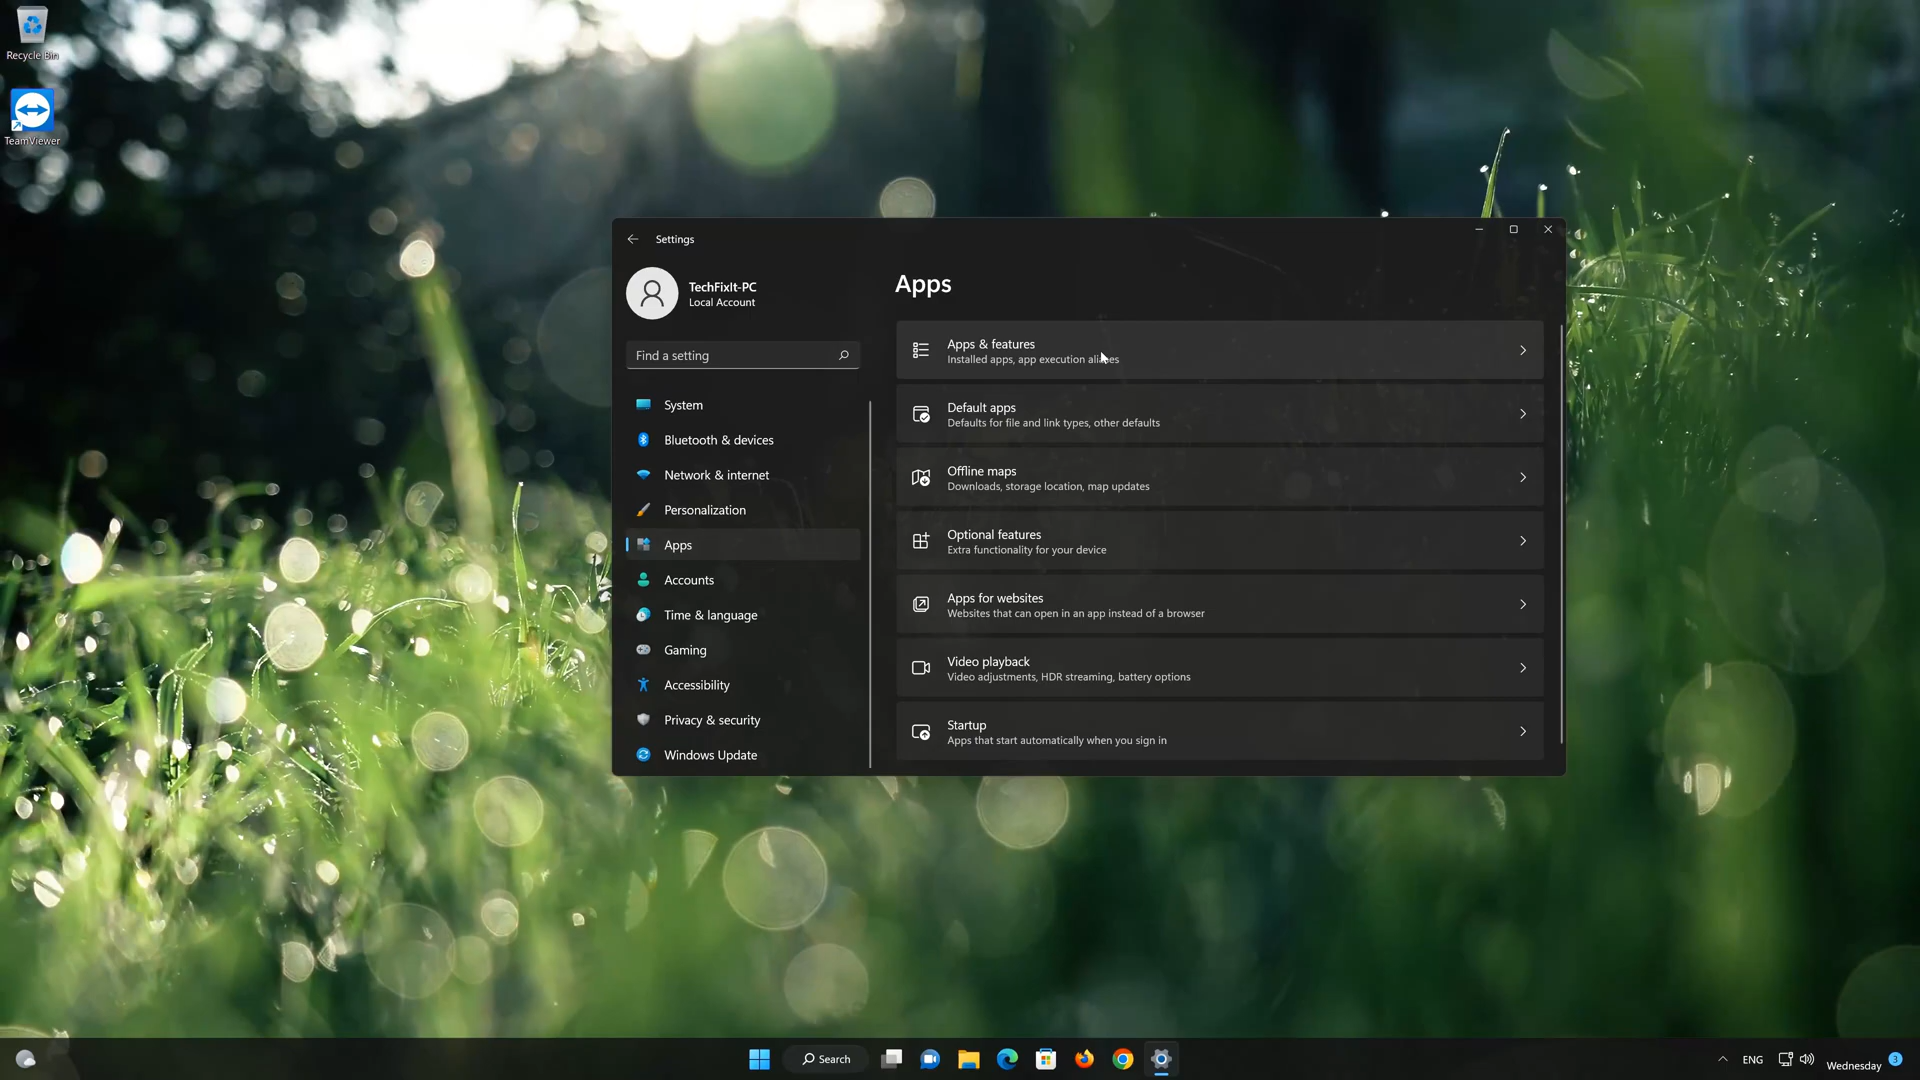 Recycle Bin
TeamViewer
Settings
TechFixIt-PC
Local Account
Find a setting
System
Bluetooth & devices
Network & internet
Personalization
Apps
Accounts
Time & language
Gaming
Accessibility
Privacy & security
Windows Update
Apps
Apps & features
Installed apps, app execution aliases
Default apps
Defaults for file and link types, other defaults
Offline maps
Downloads, storage location, map updates
Optional features
Extra functionality for your device
Apps for websites
Websites that can open in an app instead of a browser
Video playback
Video adjustments, HDR streaming, battery options
Startup
Apps that start automatically when you sign in
Search
ENG
Wednesday
3